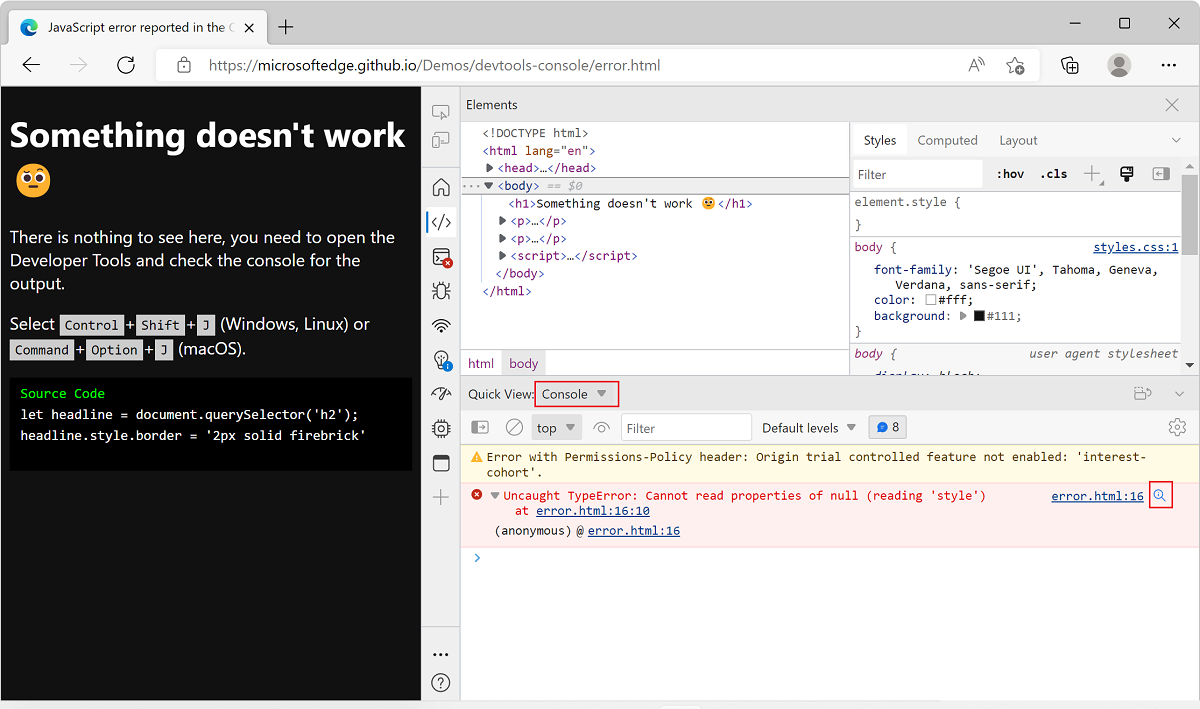 JavaScript error reported in the C
https://microsoftedge.github.io/Demos/devtools-console/error.html
Something doesn't work
There is nothing to see here, you need to open the
Developer Tools and check the console for the
output.
Select Control + Shift + J (Windows, Linux) or
Command + Option + J (macOS).
Source Code
let headline = document.querySelector('h2');
headline.style.border = '2px solid firebrick'
Elements
<!DOCTYPE html>
<html lang="en">
<head>…</head>
··· <body> == $0
<h1>Something doesn't work 🤨</h1>
<p>…</p>
<p>…</p>
<script>…</script>
</body>
</html>
html body
Styles Computed Layout
Filter :hov .cls
element.style {
}
body { styles.css:1
font-family: 'Segoe UI', Tahoma, Geneva,
Verdana, sans-serif;
color: #fff;
background: #111;
}
body { user agent stylesheet
display: block;
Quick View: Console
top Filter Default levels 8
Error with Permissions-Policy header: Origin trial controlled feature not enabled: 'interest-
cohort'.
Uncaught TypeError: Cannot read properties of null (reading 'style') error.html:16
at error.html:16:10
(anonymous) @ error.html:16